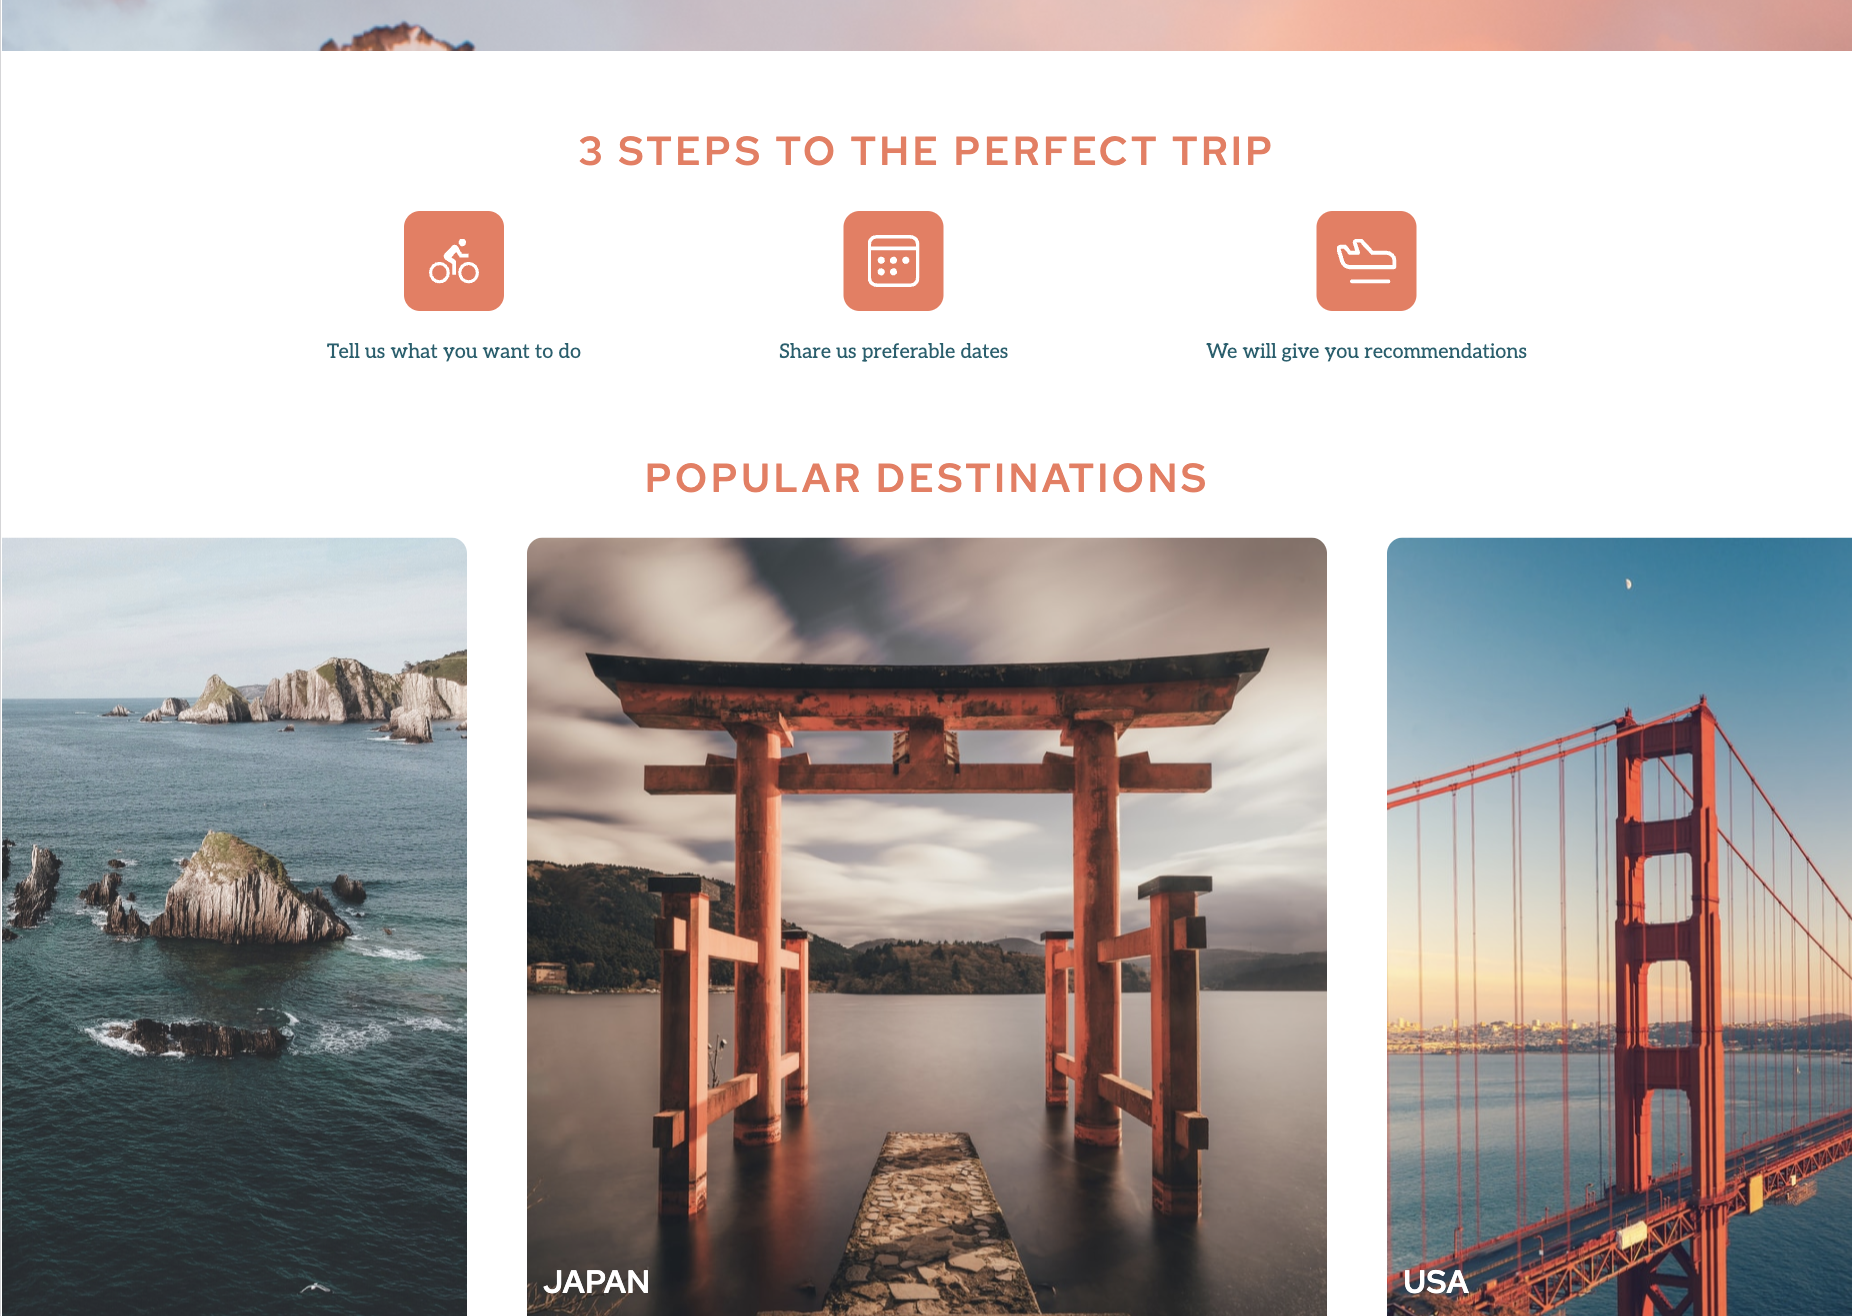 3 STEPS TO THE PERFECT TRIP
Tell us what you want to do
Share us preferable dates
We will give you recommendations
POPULAR DESTINATIONS
JAPAN
USA